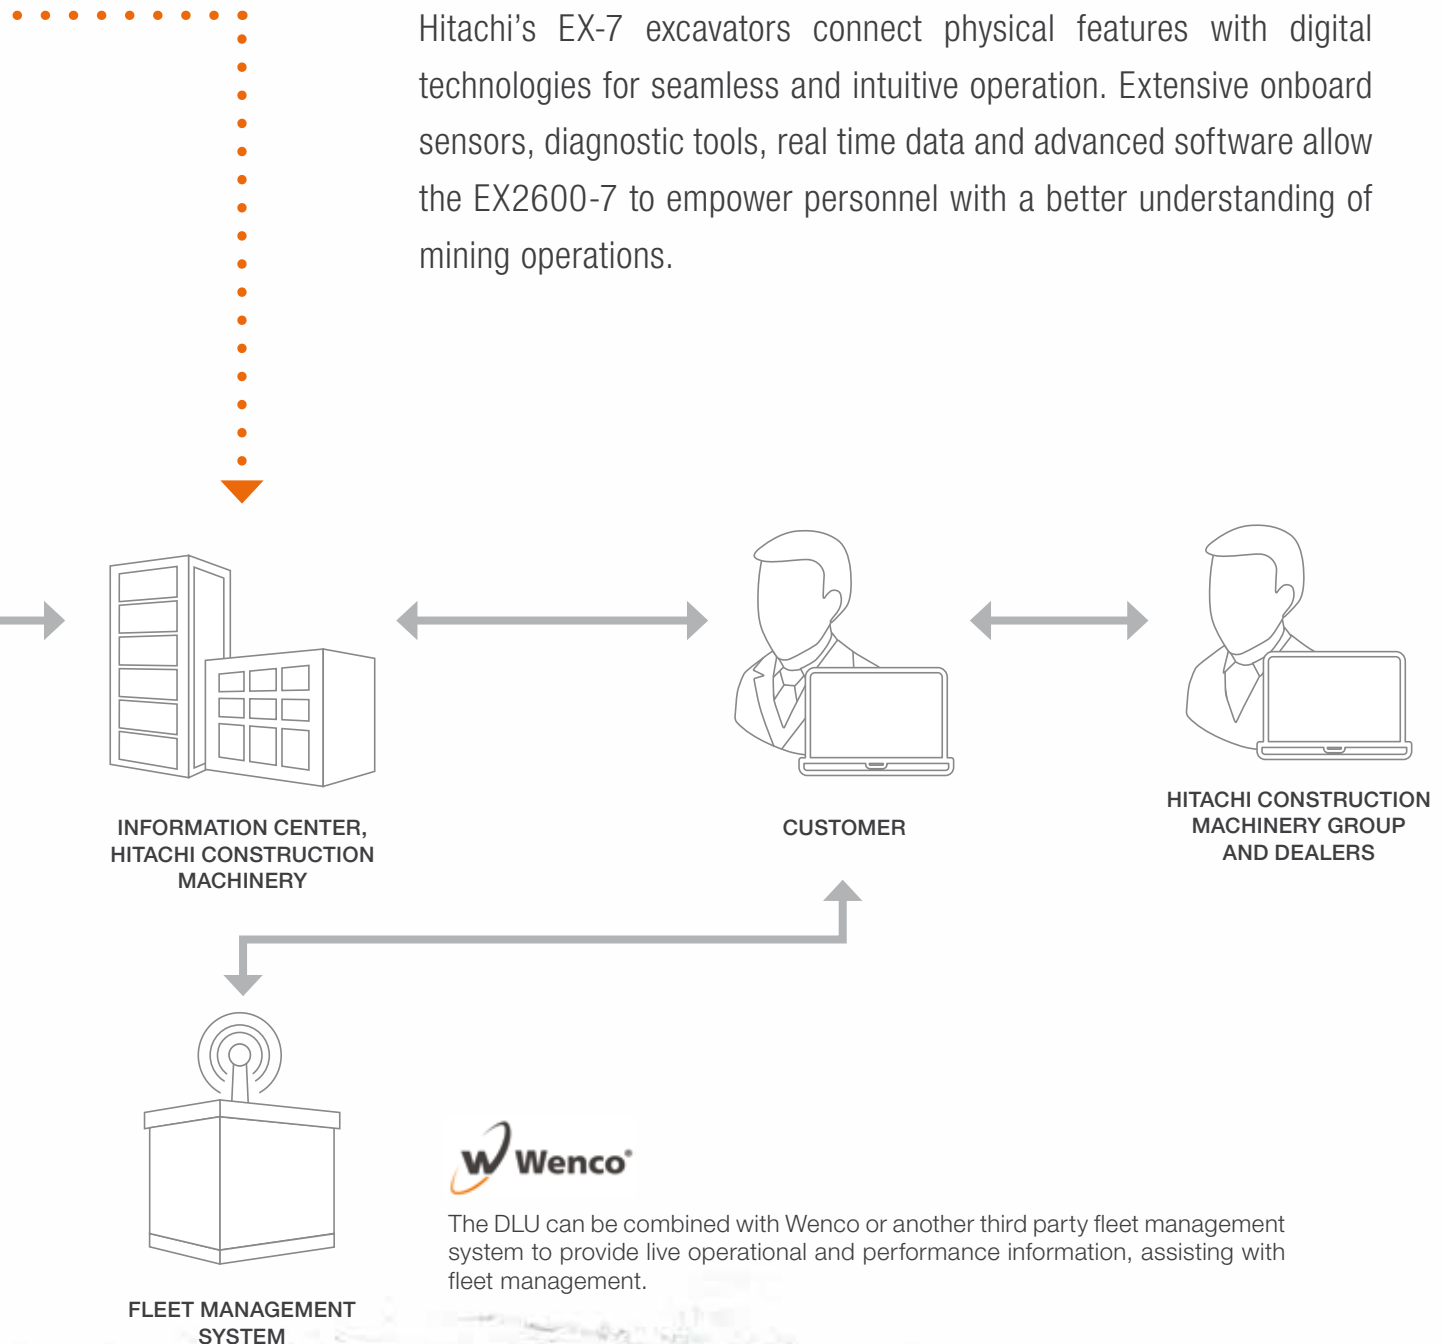 Hitachi’s EX-7 excavators connect physical features with digital
technologies for seamless and intuitive operation. Extensive onboard
sensors, diagnostic tools, real time data and advanced software allow
the EX2600-7 to empower personnel with a better understanding of
mining operations.
INFORMATION CENTER,
HITACHI CONSTRUCTION
MACHINERY
CUSTOMER
HITACHI CONSTRUCTION
MACHINERY GROUP
AND DEALERS
W Wenco®
The DLU can be combined with Wenco or another third party fleet management
system to provide live operational and performance information, assisting with
fleet management.
FLEET MANAGEMENT
SYSTEM